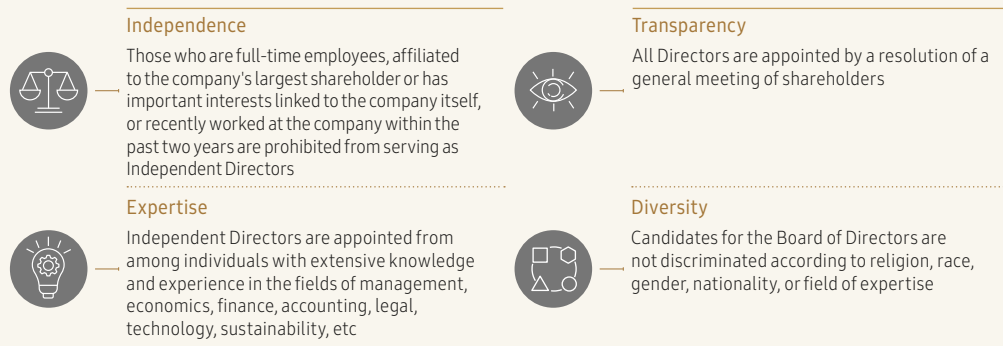 Independence
Those who are full-time employees, affiliated
to the company's largest shareholder or has
important interests linked to the company itself,
or recently worked at the company within the
past two years are prohibited from serving as
Independent Directors
Transparency
All Directors are appointed by a resolution of a
general meeting of shareholders
Expertise
Independent Directors are appointed from
among individuals with extensive knowledge
and experience in the fields of management,
economics, finance, accounting, legal,
technology, sustainability, etc
Diversity
Candidates for the Board of Directors are
not discriminated according to religion, race,
gender, nationality, or field of expertise